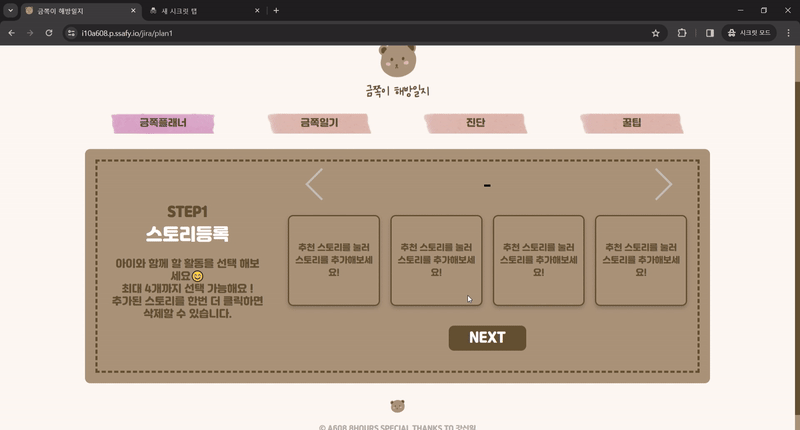 금쪽이 해방일지
새 시크릿 탭
i10a608.p.ssafy.io/jira/plan1
시크릿 모드
금쪽이 해방일지
금쪽플래너
금쪽일기
진단
꿀팁
STEP1
스토리등록
아이와 함께 할 활동을 선택 해보
세요😊
최대 4개까지 선택 가능해요 !
추가된 스토리를 한번 더 클릭하면
삭제할 수 있습니다.
-
추천 스토리를 눌러
스토리를 추가해보세
요!
추천 스토리를 눌러
스토리를 추가해보세
요!
추천 스토리를 눌러
스토리를 추가해보세
요!
추천 스토리를 눌러
스토리를 추가해보세
요!
NEXT
© A608 8HOURS SPECIAL THANKS TO